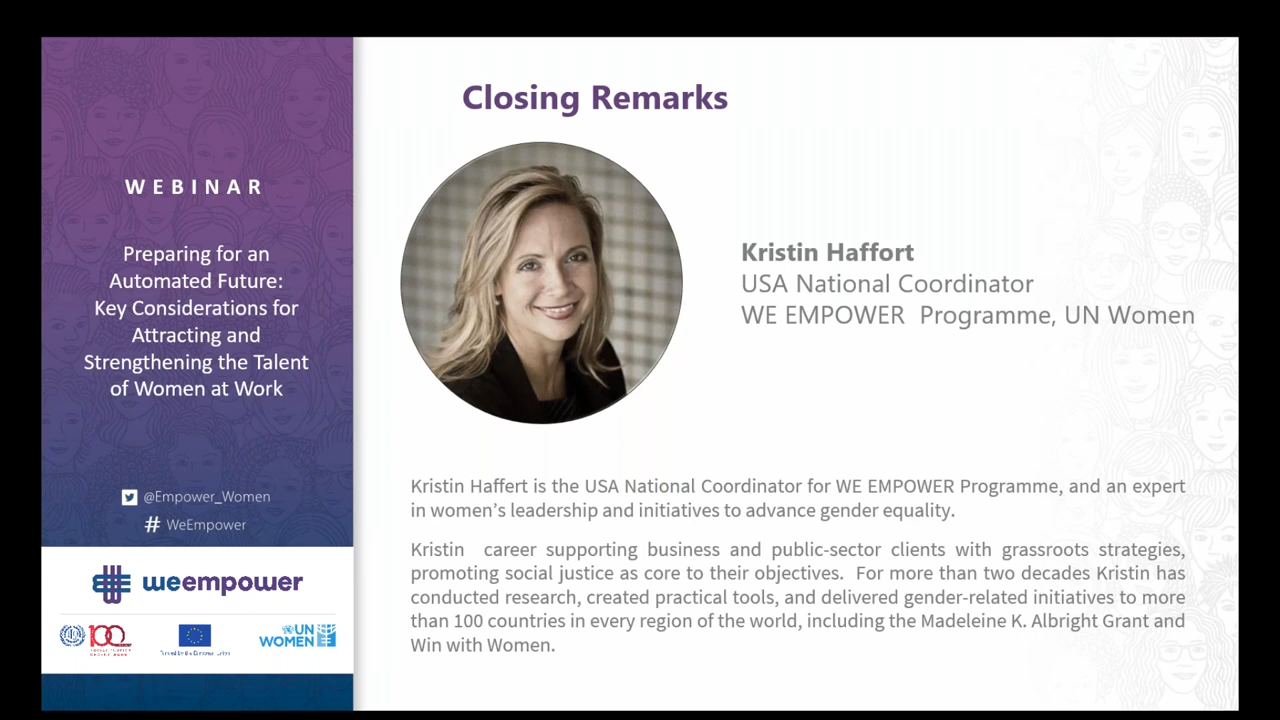 WEBINAR
Preparing for an
Automated Future:
Key Considerations for
Attracting and
Strengthening the Talent
of Women at Work
@Empower_Women
# WeEmpower
weempower
100
UN
WOMEN
Closing Remarks
Kristin Haffort
USA National Coordinator
WE EMPOWER Programme, UN Women
Kristin Haffert is the USA National Coordinator for WE EMPOWER Programme, and an expert
in women’s leadership and initiatives to advance gender equality.
Kristin career supporting business and public-sector clients with grassroots strategies,
promoting social justice as core to their objectives. For more than two decades Kristin has
conducted research, created practical tools, and delivered gender-related initiatives to more
than 100 countries in every region of the world, including the Madeleine K. Albright Grant and
Win with Women.